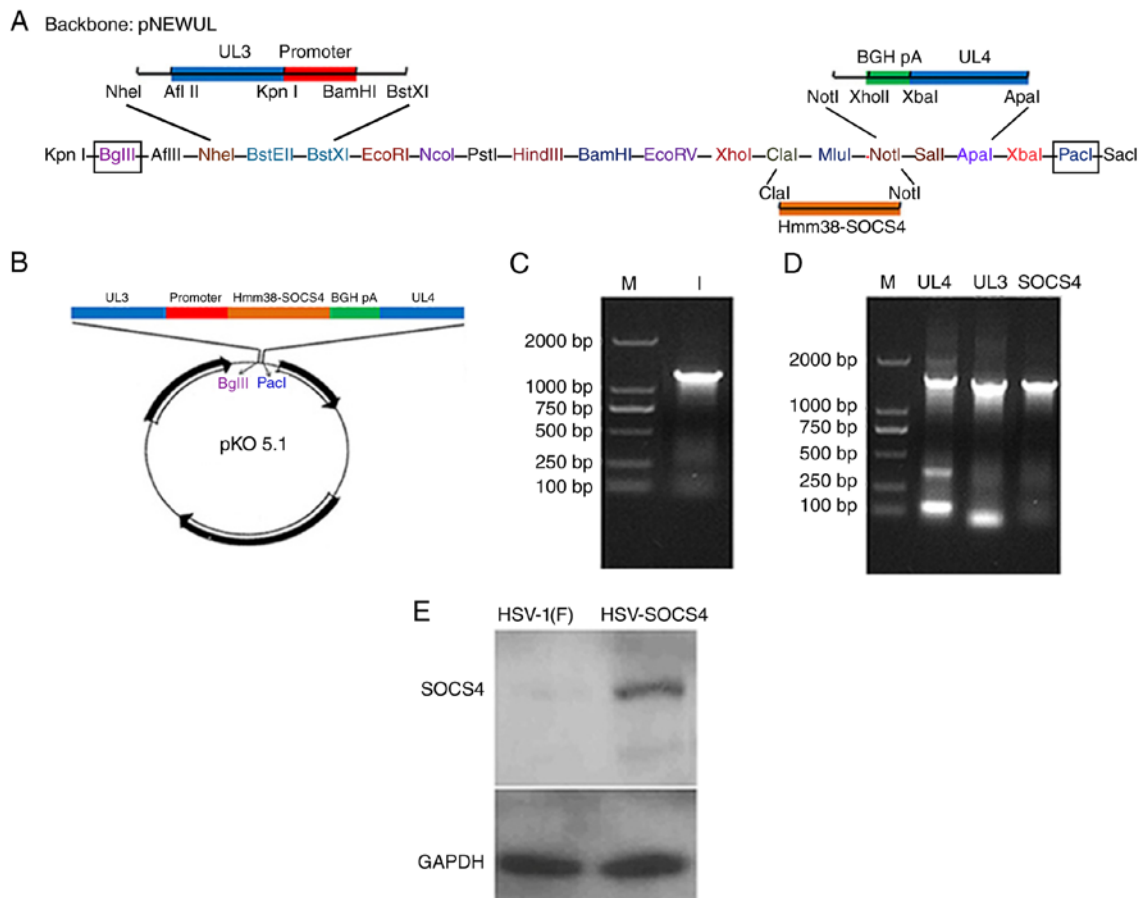 A Backbone: pNEWUL
UL3 Promoter
NheI Afl II Kpn I BamHI BstXI
BGH pA UL4
NotI XhoII XbaI ApaI
Kpn I BgIII AfIII NheI BstEII BstXI EcoRI NcoI PstI HindIII BamHI EcoRV XhoI ClaI MluI NotI SalI ApaI XbaI PacI SacI
ClaI NotI
Hmm38-SOCS4
B
UL3 Promoter Hmm38-SOCS4 BGH pA UL4
BgIII PacI
pKO 5.1
C
M I
2000 bp
1000 bp
750 bp
500 bp
250 bp
100 bp
D
M UL4 UL3 SOCS4
2000 bp
1000 bp
750 bp
500 bp
250 bp
100 bp
E
HSV-1(F) HSV-SOCS4
SOCS4
GAPDH